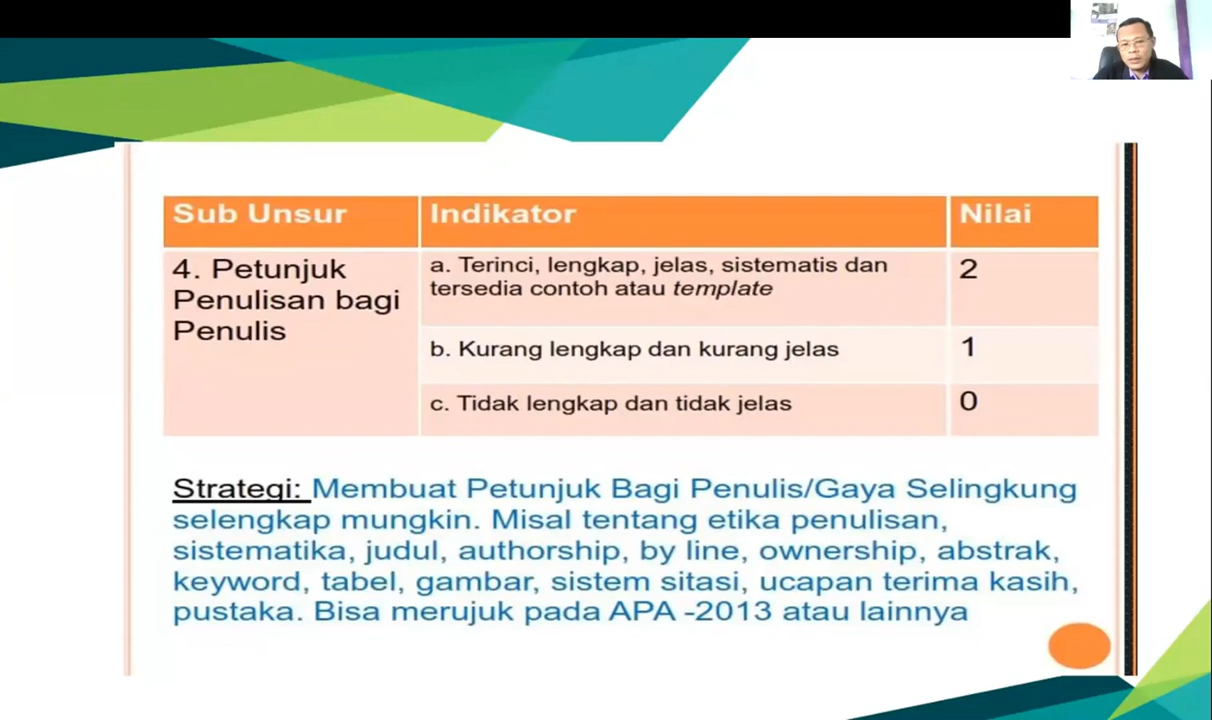 Sub Unsur
Indikator
Nilai
4. Petunjuk
Penulisan bagi
Penulis
a. Terinci, lengkap, jelas, sistematis dan
tersedia contoh atau template
2
b. Kurang lengkap dan kurang jelas
1
c. Tidak lengkap dan tidak jelas
0
Strategi: Membuat Petunjuk Bagi Penulis/Gaya Selingkung
selengkap mungkin. Misal tentang etika penulisan,
sistematika, judul, authorship, by line, ownership, abstrak,
keyword, tabel, gambar, sistem sitasi, ucapan terima kasih,
pustaka. Bisa merujuk pada APA -2013 atau lainnya